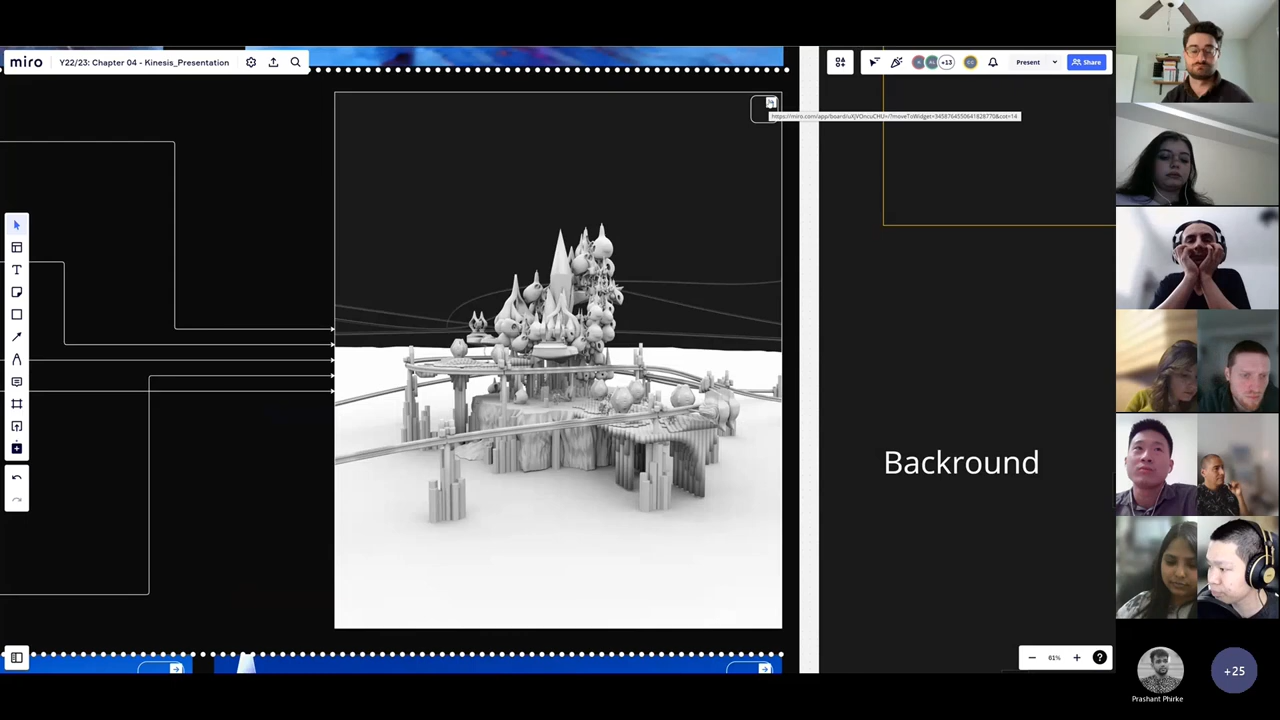 miro Y22/23: Chapter 04 - Kinesis_Presentation
+13
Present
Share
Backround
61%
Prashant Phirke
+25